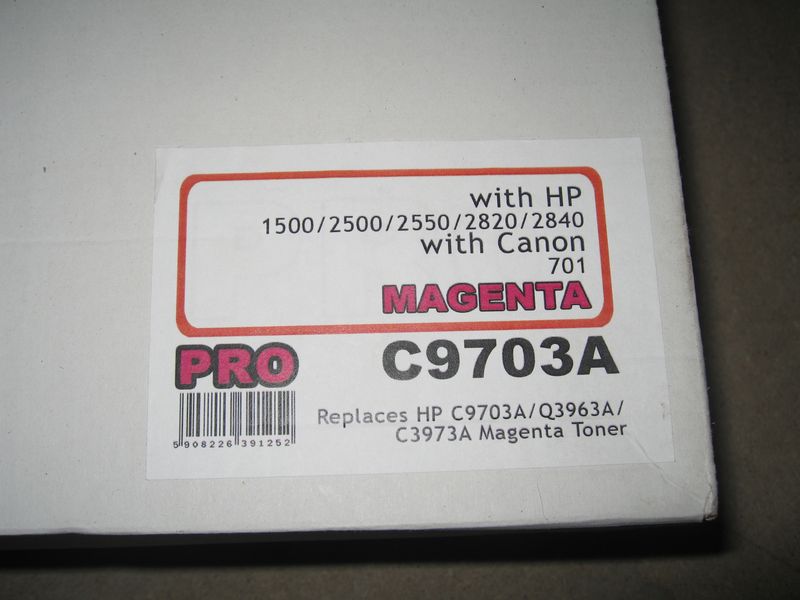 with HP
1500/2500/2550/2820/2840
with Canon
701
MAGENTA
PRO
C9703A
5 908226 391252
Replaces HP C9703A/Q3963A/
C3973A Magenta Toner